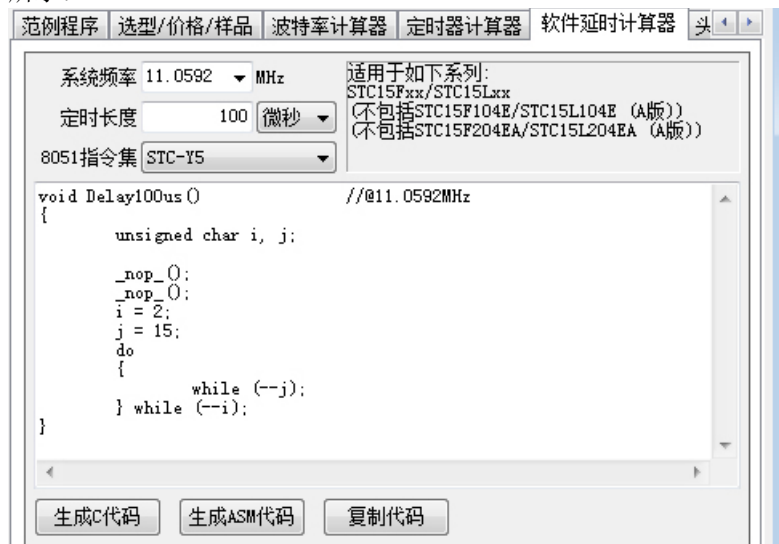 范例程序 选型/价格/样品 波特率计算器 定时器计算器 软件延时计算器 头
系统频率 11.0592 MHz
定时长度 100 微秒
8051指令集 STC-Y5
适用于如下系列:
STC15Fxx/STC15Lxx
(不包括STC15F104E/STC15L104E (A版))
(不包括STC15F204EA/STC15L204EA (A版))
void Delay100us() //@11.0592MHz
{
unsigned char i, j;
_nop_();
_nop_();
i = 2;
j = 15;
do
{
while (--j);
} while (--i);
}
生成C代码 生成ASM代码 复制代码